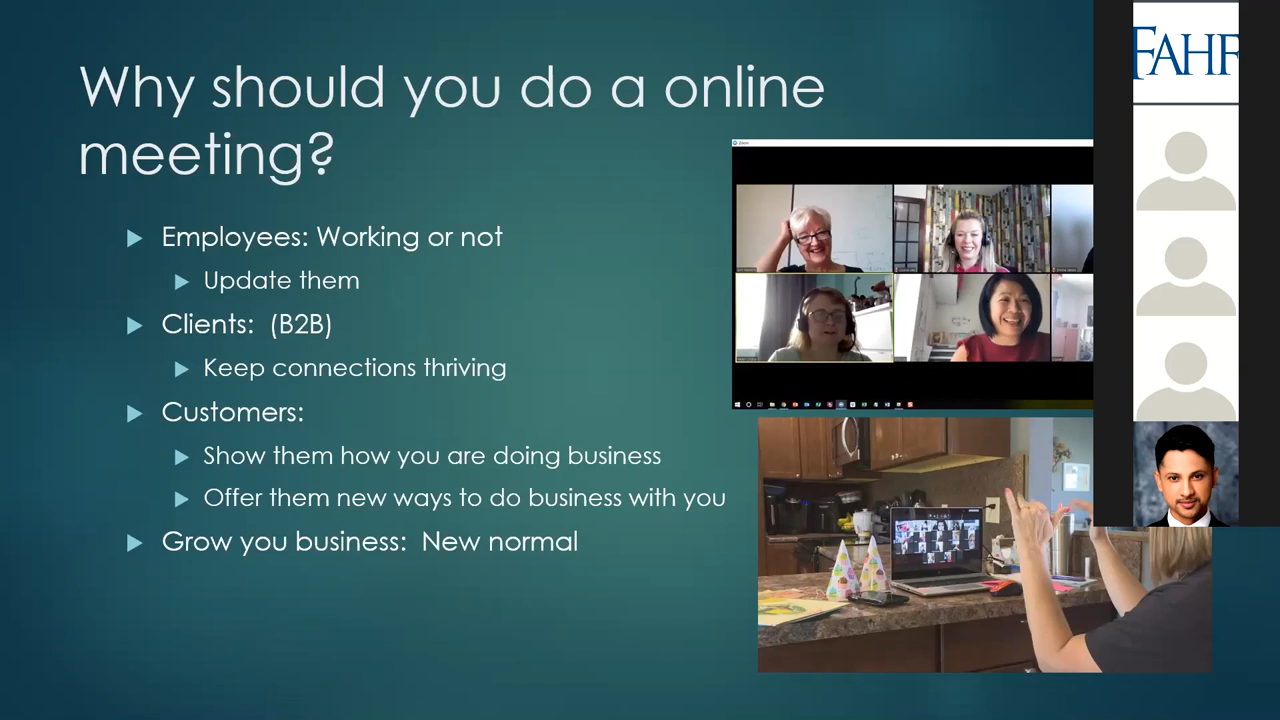 Why should you do a online
meeting?
Employees: Working or not
Update them
Clients: (B2B)
Keep connections thriving
Customers:
Show them how you are doing business
Offer them new ways to do business with you
Grow you business: New normal
FAHR